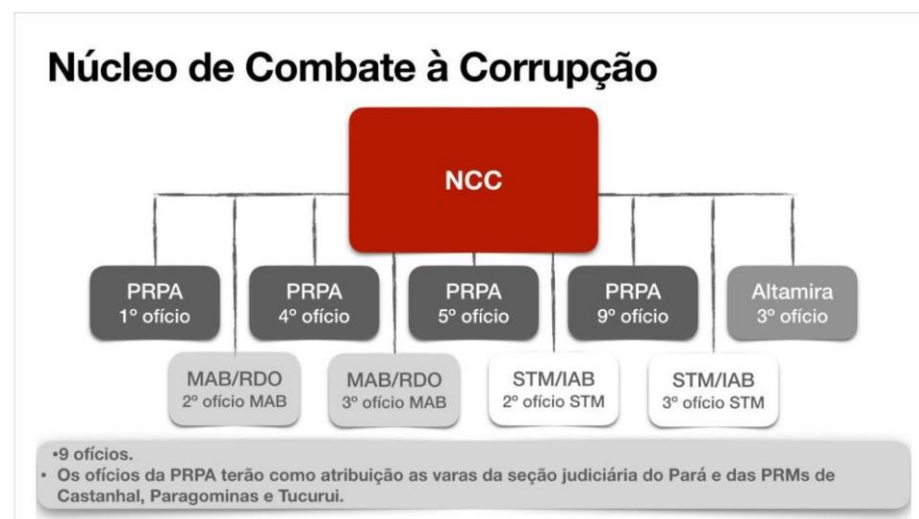 Núcleo de Combate à Corrupção
NCC
PRPA
1º ofício
PRPA
4º ofício
PRPA
5º ofício
PRPA
9º ofício
Altamira
3º ofício
MAB/RDO
2º ofício MAB
MAB/RDO
3º ofício MAB
STM/IAB
2º ofício STM
STM/IAB
3º ofício STM
•9 ofícios.
• Os ofícios da PRPA terão como atribuição as varas da seção judiciária do Pará e das PRMs de
Castanhal, Paragominas e Tucurui.